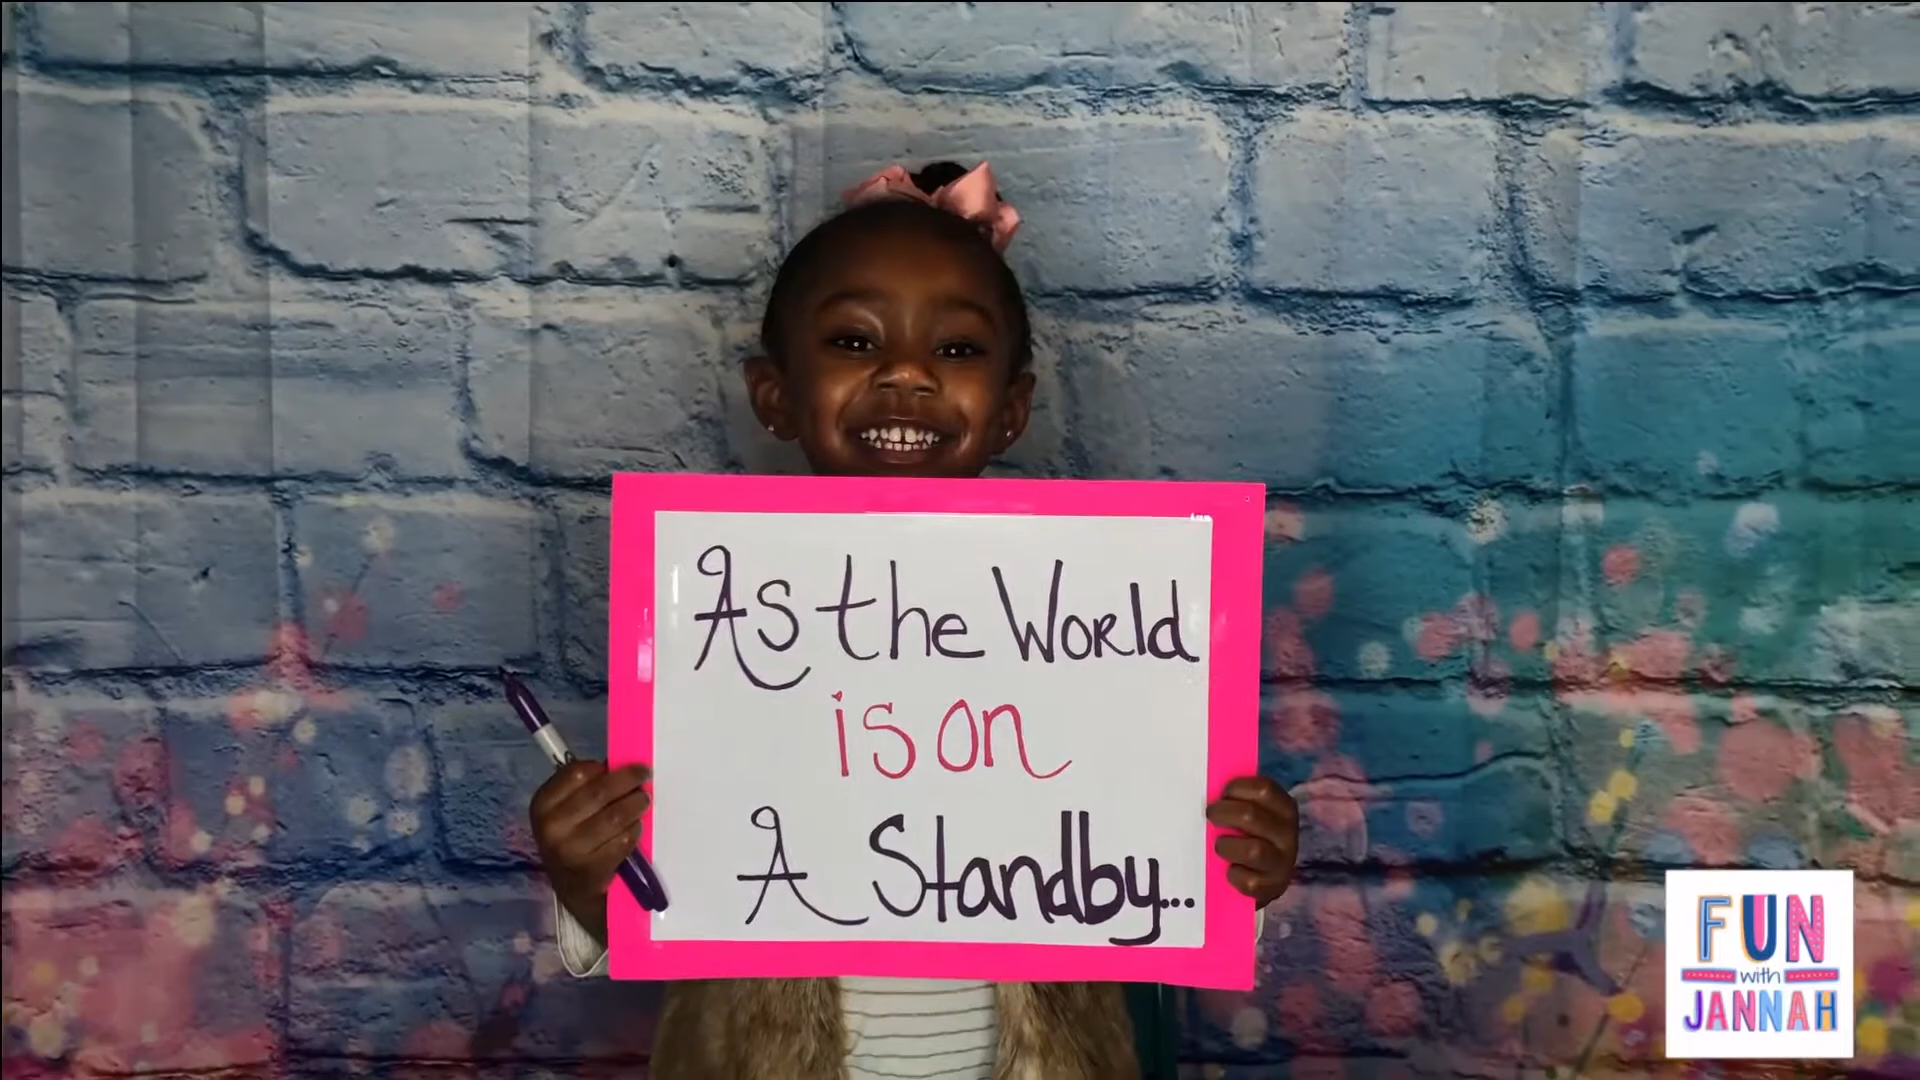 As the World
is on
A Standby...
FUN
with
JANNAH